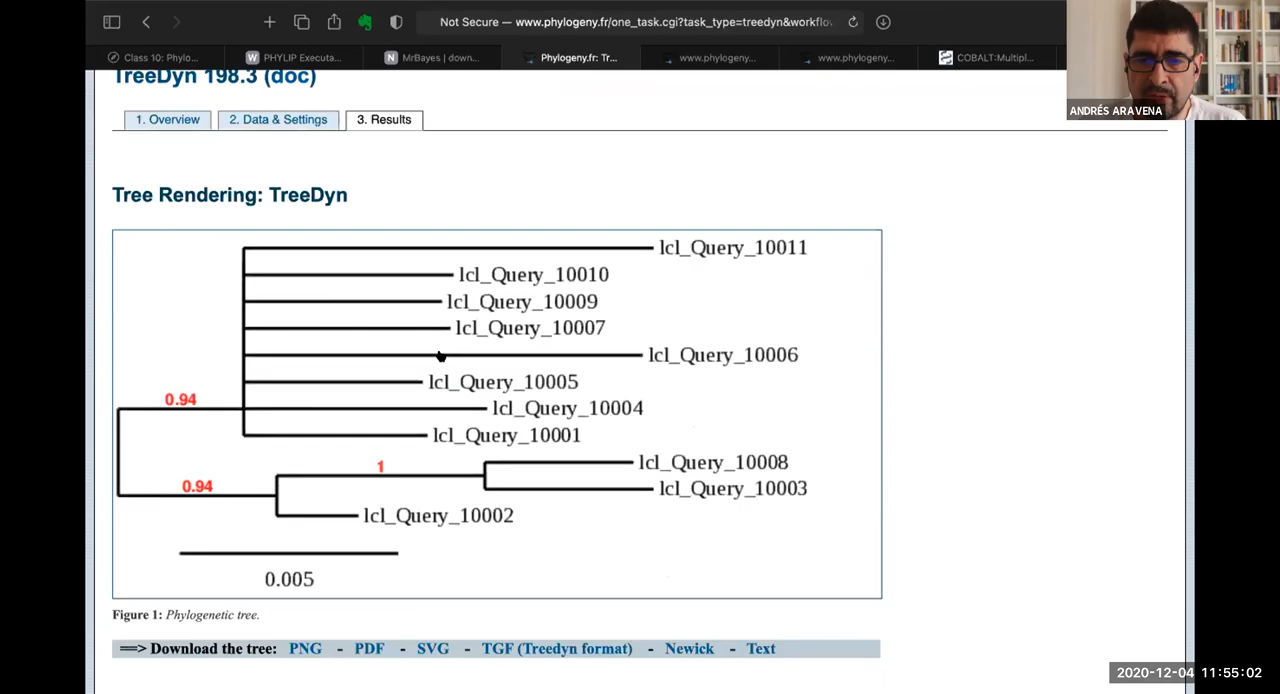 Not Secure — www.phylogeny.fr/one_task.cgi?task_type=treedyn&workflo
Class 10: Phylo...
PHYLIP Executa...
MrBayes | down...
Phylogeny.fr: Tr...
www.phylogeny...
www.phylogeny...
COBALT:Multipl...
ANDRÉS ARAVENA
TreeDyn 198.3 (doc)
1. Overview
2. Data & Settings
3. Results
Tree Rendering: TreeDyn
lcl_Query_10011
lcl_Query_10010
lcl_Query_10009
lcl_Query_10007
lcl_Query_10006
lcl_Query_10005
0.94
lcl_Query_10004
lcl_Query_10001
1
lcl_Query_10008
0.94
lcl_Query_10003
lcl_Query_10002
0.005
Figure 1: Phylogenetic tree.
==> Download the tree: PNG - PDF - SVG - TGF (Treedyn format) - Newick - Text
2020-12-04 11:55:02